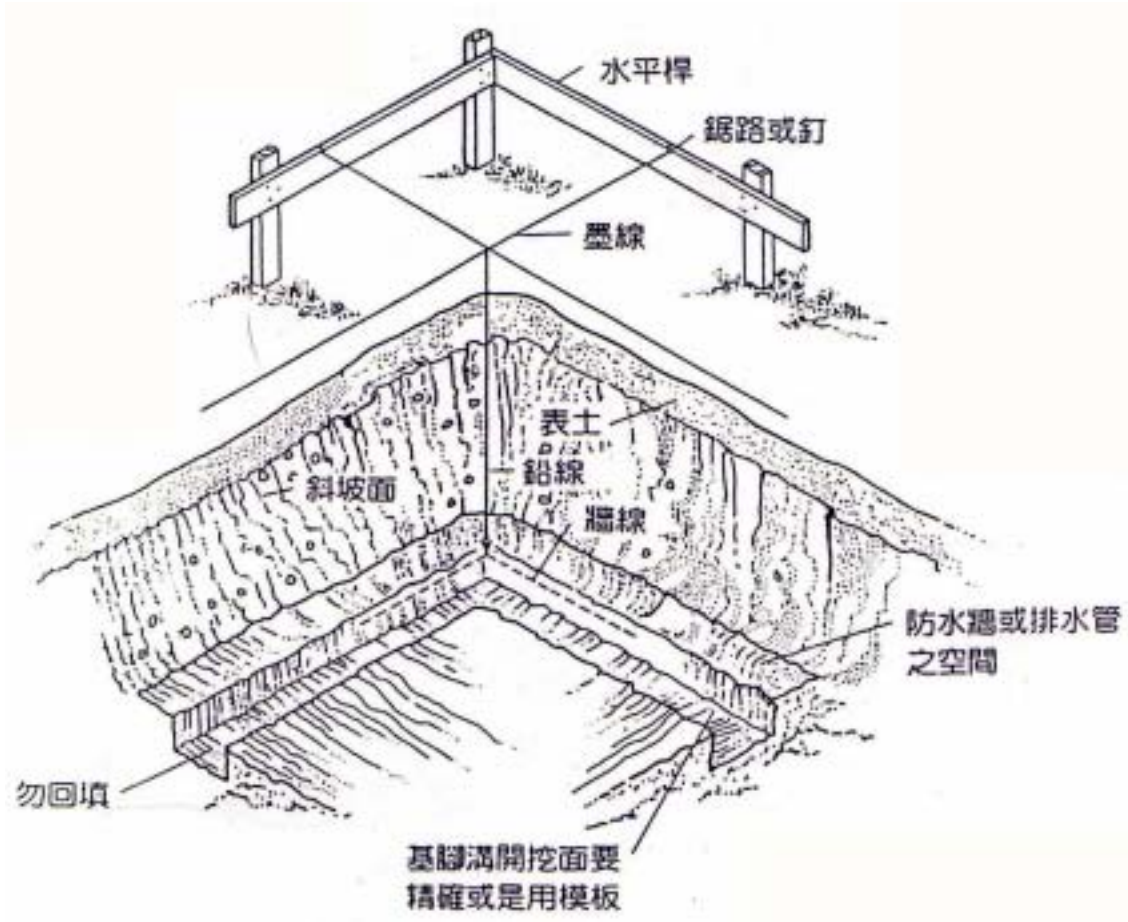 水平桿
鋸路或釘
墨線
表土
鉛線
斜坡面
牆線
防水牆或排水管
之空間
勿回填
基腳溝開挖面要
精確或是用模板